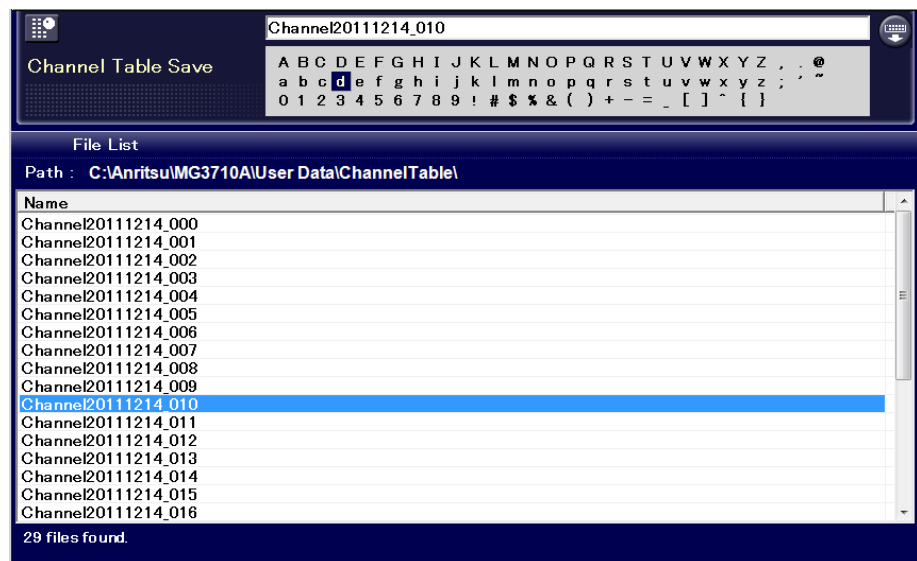 Channel20111214_010
Channel Table Save
A B C D E F G H I J K L M N O P Q R S T U V W X Y Z , . @
a b c d e f g h i j k l m n o p q r s t u v w x y z ; ´ ~
0 1 2 3 4 5 6 7 8 9 ! # $ % & ( ) + - = _ [ ] ^ { }
File List
Path : C:\Anritsu\MG3710A\User Data\ChannelTable\
Name
Channel20111214_000
Channel20111214_001
Channel20111214_002
Channel20111214_003
Channel20111214_004
Channel20111214_005
Channel20111214_006
Channel20111214_007
Channel20111214_008
Channel20111214_009
Channel20111214_010
Channel20111214_011
Channel20111214_012
Channel20111214_013
Channel20111214_014
Channel20111214_015
Channel20111214_016
29 files found.